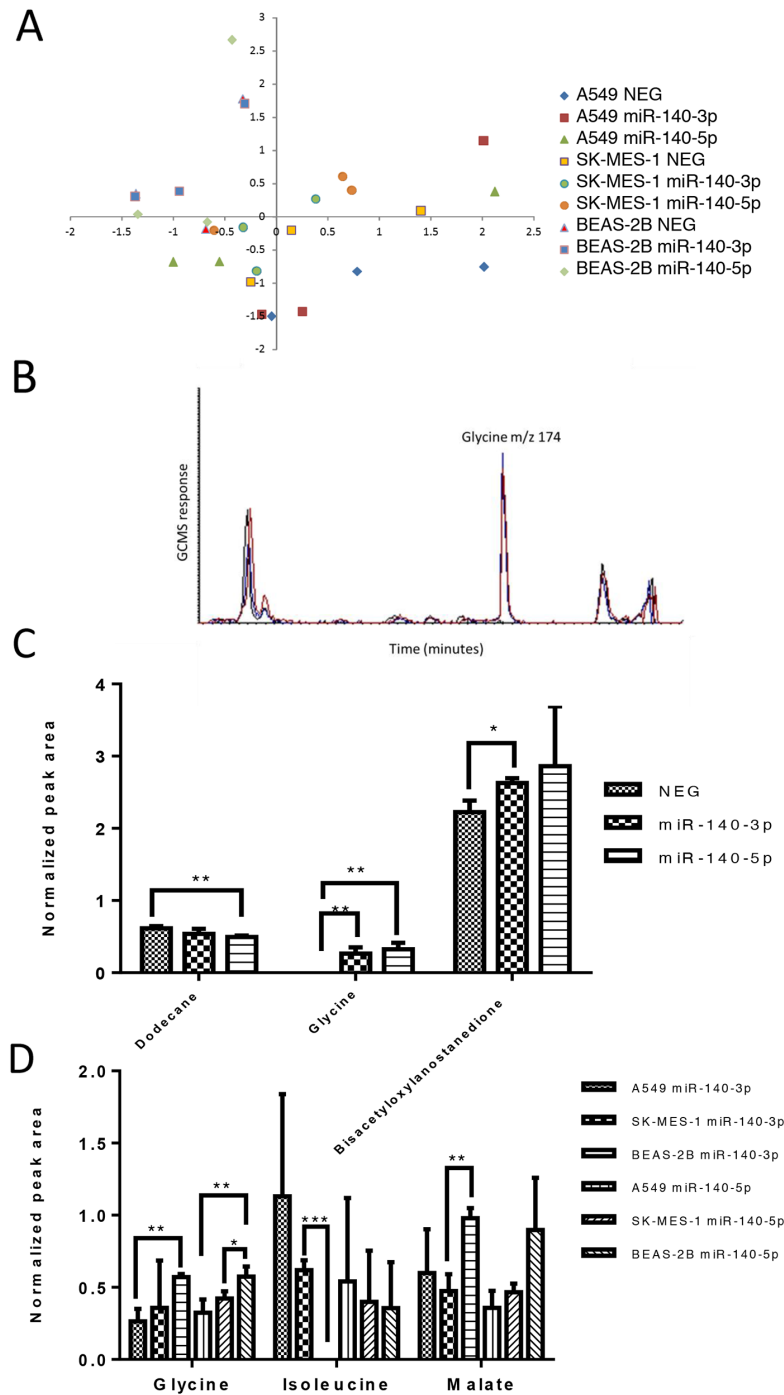 A
3
2.5
2
1.5
1
0.5
0
-2 -1.5 -1 -0.5 0 0.5 1 1.5 2 2.5
-0.5
-1
-1.5
-2
A549 NEG
A549 miR-140-3p
A549 miR-140-5p
SK-MES-1 NEG
SK-MES-1 miR-140-3p
SK-MES-1 miR-140-5p
BEAS-2B NEG
BEAS-2B miR-140-3p
BEAS-2B miR-140-5p
B
Glycine m/z 174
GCMS response
Time (minutes)
C
Normalized peak area
4
3
2
1
0
**
**
**
*
NEG
miR-140-3p
miR-140-5p
Dodecane
Glycine
Bisacetyloxylanostanedione
D
Normalized peak area
2.0
1.5
1.0
0.5
0.0
**
**
*
***
**
Glycine Isoleucine Malate
A549 miR-140-3p
SK-MES-1 miR-140-3p
BEAS-2B miR-140-3p
A549 miR-140-5p
SK-MES-1 miR-140-5p
BEAS-2B miR-140-5p